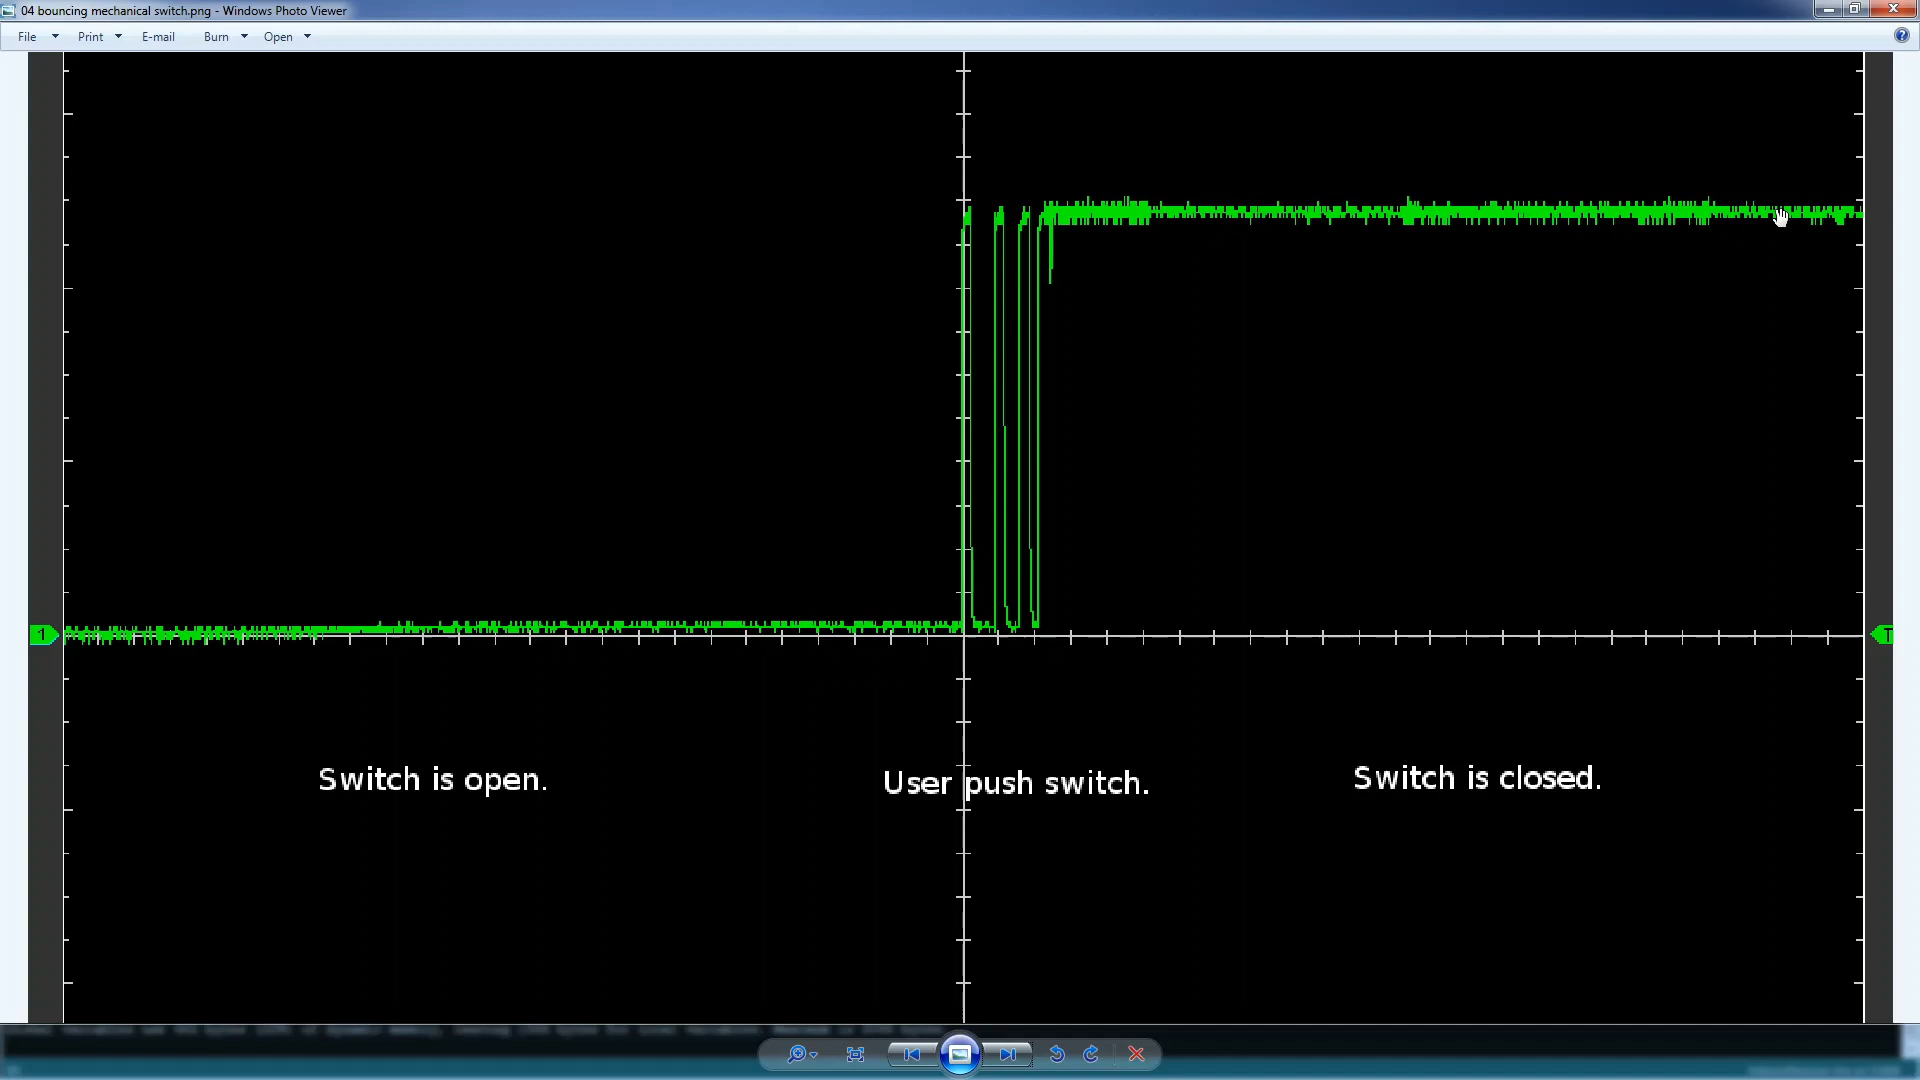 04 bouncing mechanical switch.png - Windows Photo Viewer
File Print E-mail Burn Open
1
T
Switch is open.
User push switch.
Switch is closed.